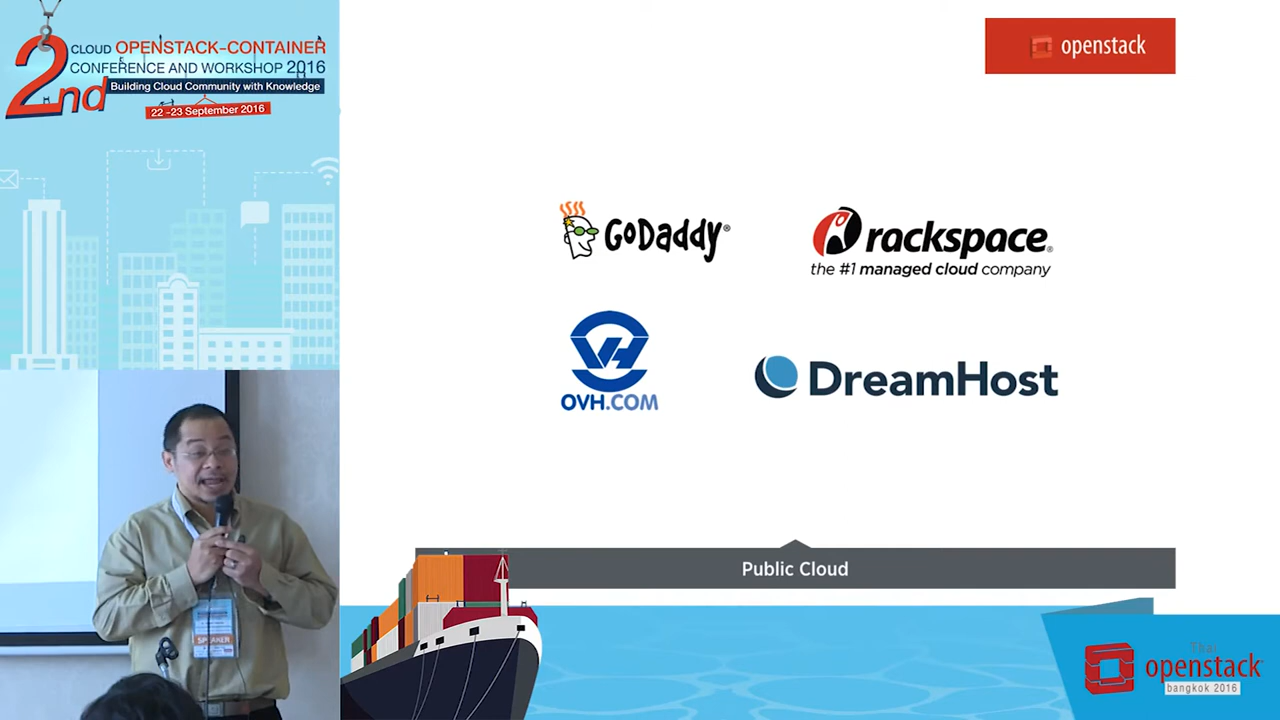 2nd
CLOUD OPENSTACK-CONTAINER
CONFERENCE AND WORKSHOP 2016
Building Cloud Community with Knowledge
22 -23 September 2016
openstack
GoDaddy®
rackspace®
the #1 managed cloud company
OVH.COM
DreamHost
Public Cloud
SPEAKER
Thai
openstack
bangkok 2016